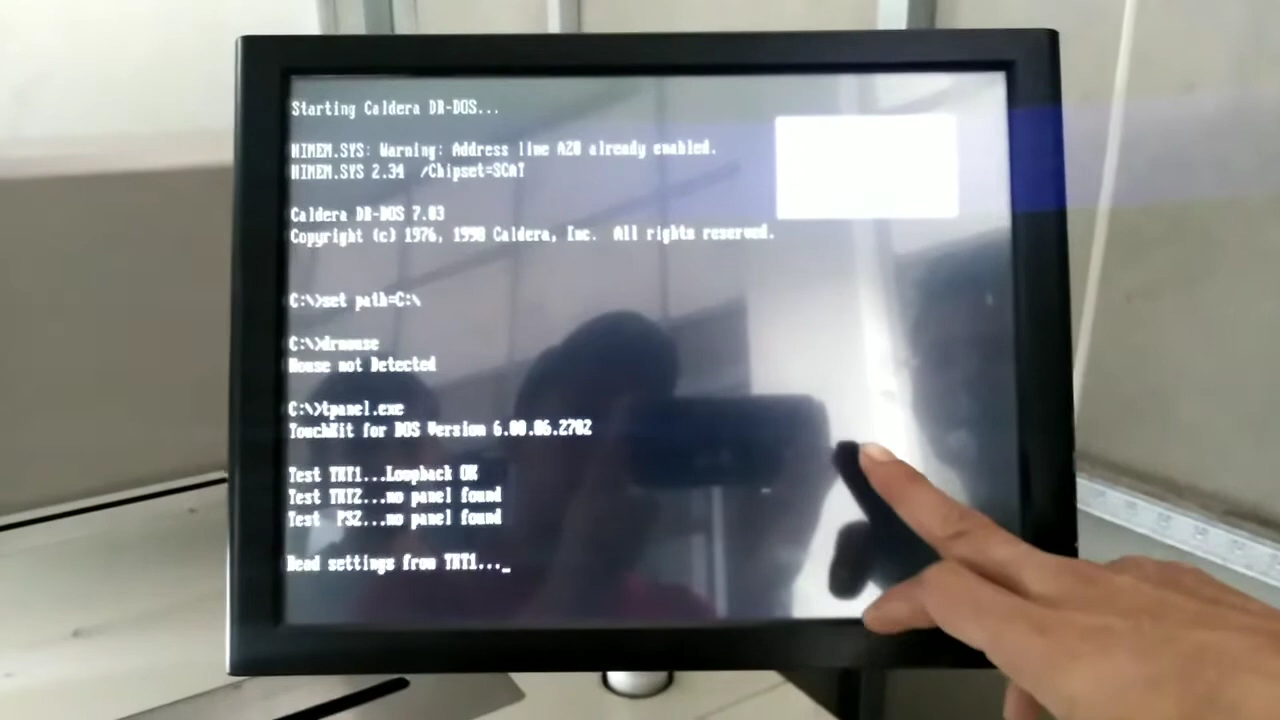 Starting Caldera DR-DOS...
HIMEM.SYS: Warning: Address line A20 already enabled.
HIMEM.SYS 2.34 /Chipset=SCAT
Caldera DR-DOS 7.03
Copyright (c) 1976, 1998 Caldera, Inc. All rights reserved.
C:\>set path=C:\
C:\>drmouse
Mouse not Detected
C:\>tpanel.exe
TouchKit for DOS Version 6.00.06.2702
Test TKT1...Loopback OK
Test TKT2...no panel found
Test PS2...no panel found
Read settings from TKT1..._